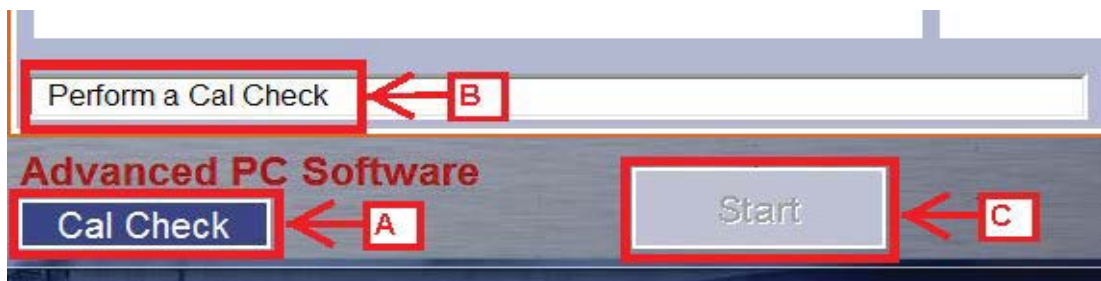 Perform a Cal Check B
Advanced PC Software
Cal Check A Start C